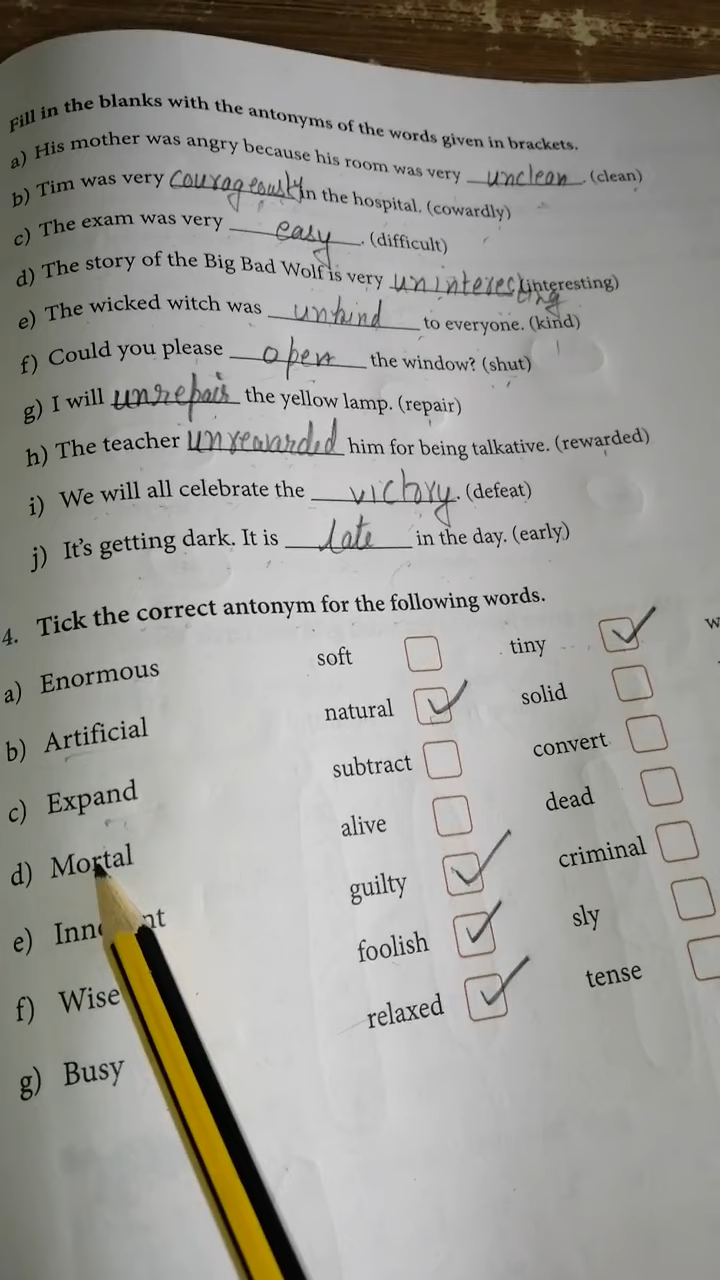 Fill in the blanks with the antonyms of the words given in brackets.
a) His mother was angry because his room was very unclean. (clean)
b) Tim was very courageously in the hospital. (cowardly)
c) The exam was very easy. (difficult)
d) The story of the Big Bad Wolf is very uninteresting (interesting)
e) The wicked witch was unkind to everyone. (kind)
f) Could you please open the window? (shut)
g) I will unrepair the yellow lamp. (repair)
h) The teacher unrewarded him for being talkative. (rewarded)
i) We will all celebrate the victory. (defeat)
j) It's getting dark. It is late in the day. (early)
4. Tick the correct antonym for the following words.
a) Enormous soft tiny
b) Artificial natural solid
c) Expand subtract convert
d) Mortal alive dead
e) guilty criminal
f) Wise foolish sly
g) Busy relaxed tense